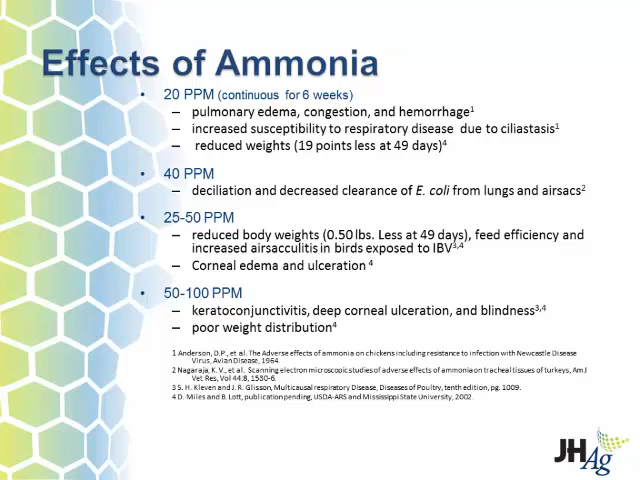 Effects of Ammonia
• 20 PPM (continuous for 6 weeks)
– pulmonary edema, congestion, and hemorrhage1
– increased susceptibility to respiratory disease due to ciliastasis1
– reduced weights (19 points less at 49 days)4
• 40 PPM
– deciliation and decreased clearance of E. coli from lungs and airsacs2
• 25-50 PPM
– reduced body weights (0.50 lbs. Less at 49 days), feed efficiency and
increased airsacculitis in birds exposed to IBV3,4
– Corneal edema and ulceration 4
• 50-100 PPM
– keratoconjunctivitis, deep corneal ulceration, and blindness3,4
– poor weight distribution4
1 Anderson, D.P., et al. The Adverse effects of ammonia on chickens including resistance to infection with Newcastle Disease
Virus, Avian Disease, 1964
2 Nagaraja, K. V., et al. Scanning electron microscopic studies of adverse effects of ammonia on tracheal tissues of turkeys, Am J
Vet Res, Vol 44:8, 1530-6.
3 S. H. Kleven and J. R. Glisson, Multicausal respiratory Disease, Diseases of Poultry, tenth edition, pg. 1009.
4 D. Miles and B. Lott, publication pending, USDA-ARS and Mississippi State University, 2002.
JH Ag